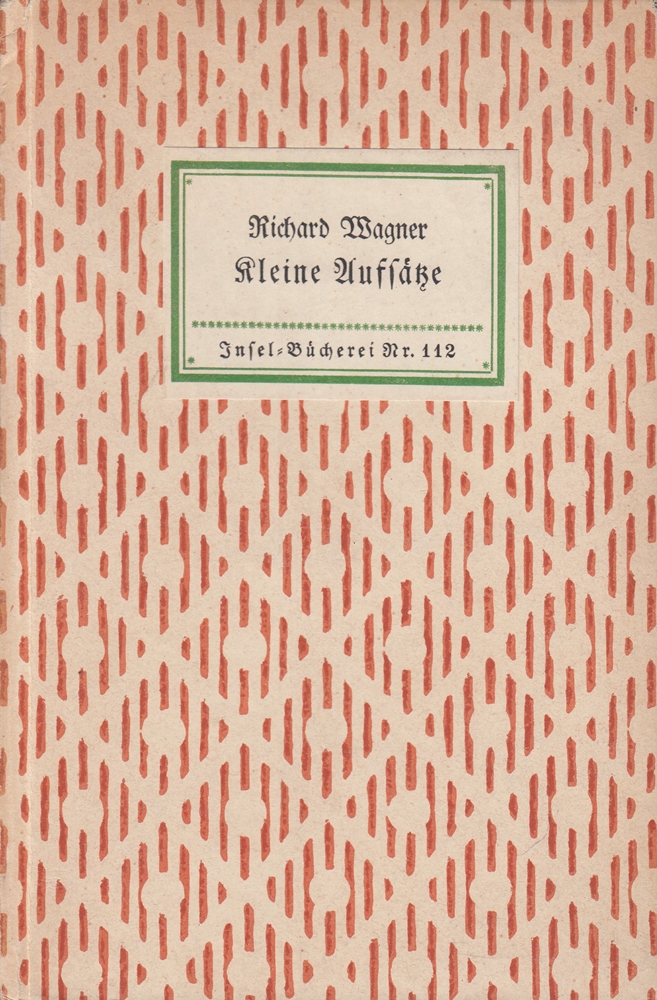 Richard Wagner
Kleine Aufsätze
Insel-Bücherei Nr. 112